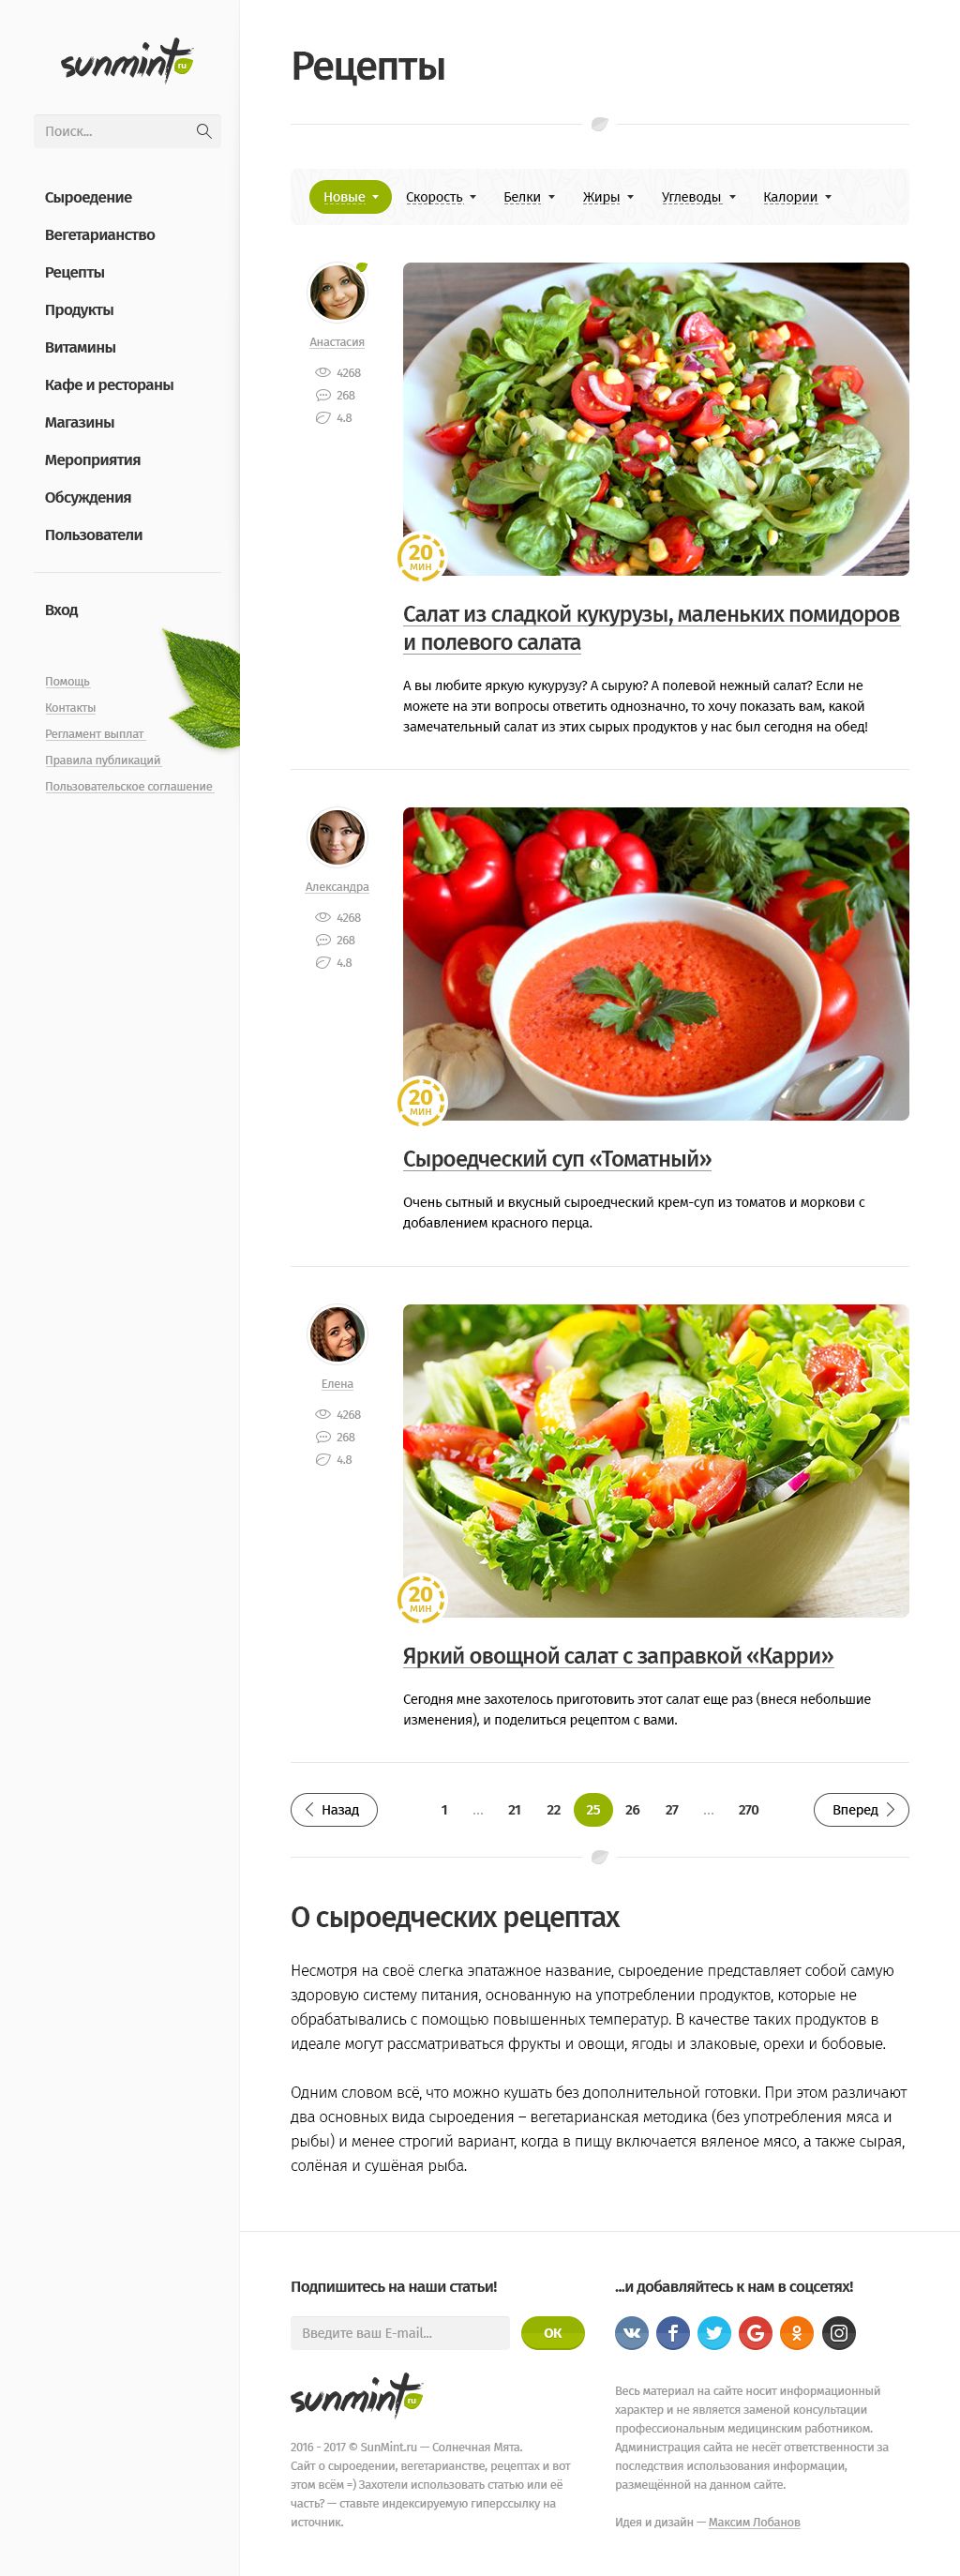 sunmint ru
Поиск...
Сыроедение
Вегетарианство
Рецепты
Продукты
Витамины
Кафе и рестораны
Магазины
Мероприятия
Обсуждения
Пользователи
Вход
Помощь
Контакты
Регламент выплат
Правила публикаций
Пользовательское соглашение
Рецепты
Новые Скорость Белки Жиры Углеводы Калории
Анастасия
4268
268
4.8
20
мин
Салат из сладкой кукурузы, маленьких помидоров
и полевого салата
А вы любите яркую кукурузу? А сырую? А полевой нежный салат? Если не
можете на эти вопросы ответить однозначно, то хочу показать вам, какой
замечательный салат из этих сырых продуктов у нас был сегодня на обед!
Александра
4268
268
4.8
20
мин
Сыроедческий суп «Томатный»
Очень сытный и вкусный сыроедческий крем-суп из томатов и моркови с
добавлением красного перца.
Елена
4268
268
4.8
20
мин
Яркий овощной салат с заправкой «Карри»
Сегодня мне захотелось приготовить этот салат еще раз (внеся небольшие
изменения), и поделиться рецептом с вами.
Назад 1 ... 21 22 25 26 27 ... 270 Вперед
О сыроедческих рецептах
Несмотря на своё слегка эпатажное название, сыроедение представляет собой самую
здоровую систему питания, основанную на употреблении продуктов, которые не
обрабатывались с помощью повышенных температур. В качестве таких продуктов в
идеале могут рассматриваться фрукты и овощи, ягоды и злаковые, орехи и бобовые.
Одним словом всё, что можно кушать без дополнительной готовки. При этом различают
два основных вида сыроедения – вегетарианская методика (без употребления мяса и
рыбы) и менее строгий вариант, когда в пищу включается вяленое мясо, а также сырая,
солёная и сушёная рыба.
Подпишитесь на наши статьи!
Введите ваш E-mail... ОК
sunmint ru
2016 - 2017 © SunMint.ru — Солнечная Мята.
Сайт о сыроедении, вегетарианстве, рецептах и вот
этом всём =) Захотели использовать статью или её
часть? — ставьте индексируемую гиперссылку на
источник.
...и добавляйтесь к нам в соцсетях!
Весь материал на сайте носит информационный
характер и не является заменой консультации
профессиональным медицинским работником.
Администрация сайта не несёт ответственности за
последствия использования информации,
размещённой на данном сайте.
Идея и дизайн — Максим Лобанов